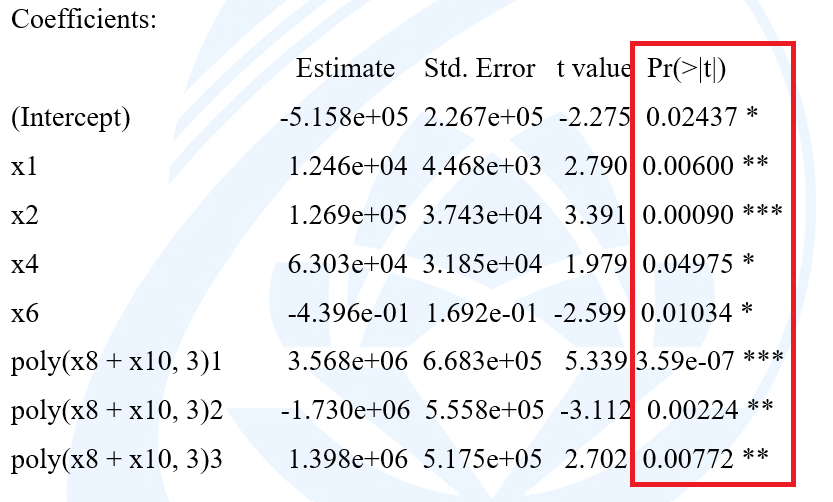 Coefficients:
Estimate Std. Error t value Pr(>|t|)
(Intercept) -5.158e+05 2.267e+05 -2.275 0.02437 *
x1 1.246e+04 4.468e+03 2.790 0.00600 **
x2 1.269e+05 3.743e+04 3.391 0.00090 ***
x4 6.303e+04 3.185e+04 1.979 0.04975 *
x6 -4.396e-01 1.692e-01 -2.599 0.01034 *
poly(x8 + x10, 3)1 3.568e+06 6.683e+05 5.339 3.59e-07 ***
poly(x8 + x10, 3)2 -1.730e+06 5.558e+05 -3.112 0.00224 **
poly(x8 + x10, 3)3 1.398e+06 5.175e+05 2.702 0.00772 **